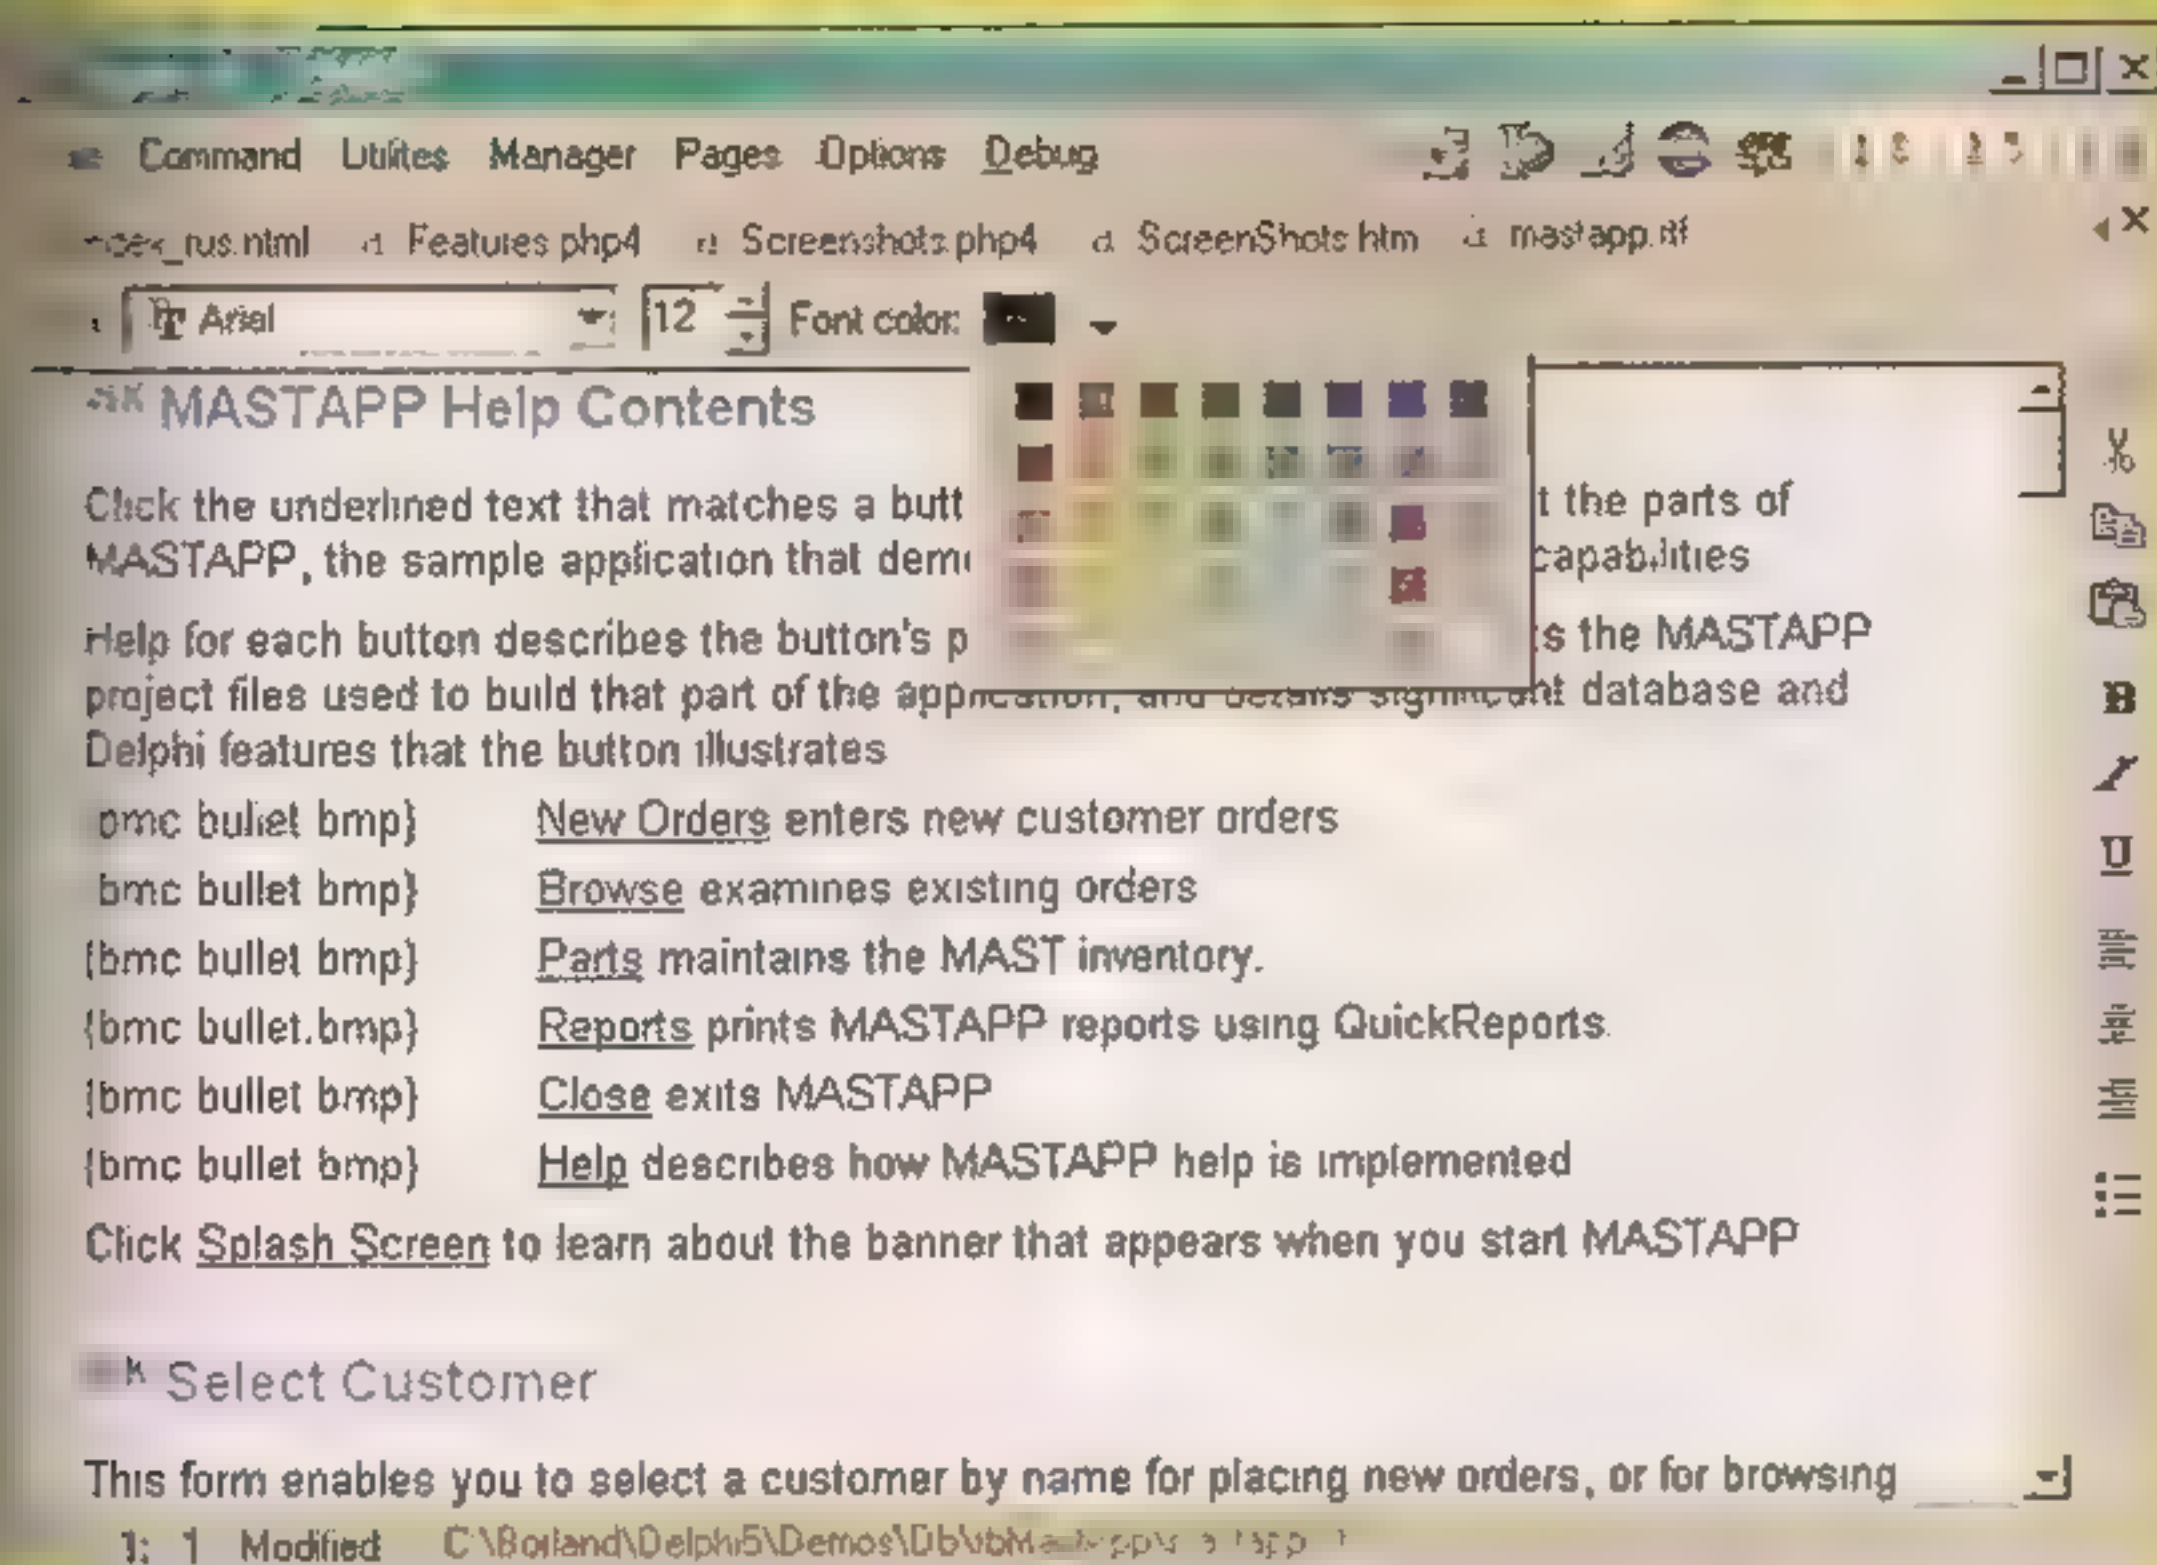 Command Utilites Manager Pages Options Debug
Features.php4 Screenshots.php4 ScreenShots.htm mastapp.rtf
Arial 12 Font color:
MASTAPP Help Contents
Click the underlined text that matches a butt t the parts of
MASTAPP, the sample application that dem capabilities
Help for each button describes the button's p s the MASTAPP
project files used to build that part of the application, and details significant database and
Delphi features that the button illustrates
bmc bullet bmp} New Orders enters new customer orders
bmc bullet bmp} Browse examines existing orders
{bmc bullet bmp} Parts maintains the MAST inventory.
{bmc bullet.bmp} Reports prints MASTAPP reports using QuickReports.
{bmc bullet bmp} Close exits MASTAPP
{bmc bullet bmp} Help describes how MASTAPP help is implemented
Click Splash Screen to learn about the banner that appears when you start MASTAPP
Select Customer
This form enables you to select a customer by name for placing new orders, or for browsing
1: 1 Modified C:\Borland\Delphi5\Demos\Db\